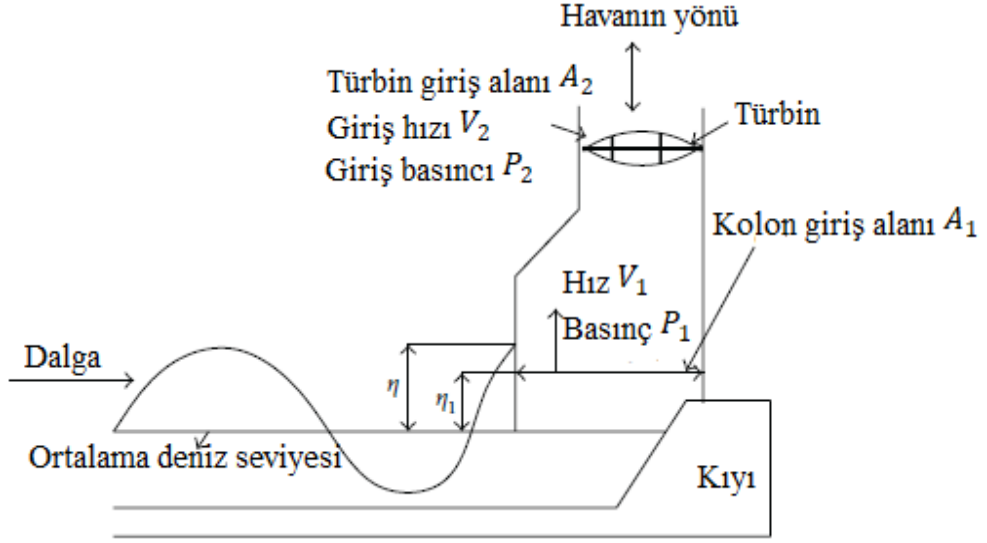 Havanın yönü
Türbin giriş alanı A₂
Giriş hızı V₂
Giriş basıncı P₂
Türbin
Kolon giriş alanı A₁
Hız V₁
Basınç P₁
Dalga
η
η₁
Ortalama deniz seviyesi
Kıyı